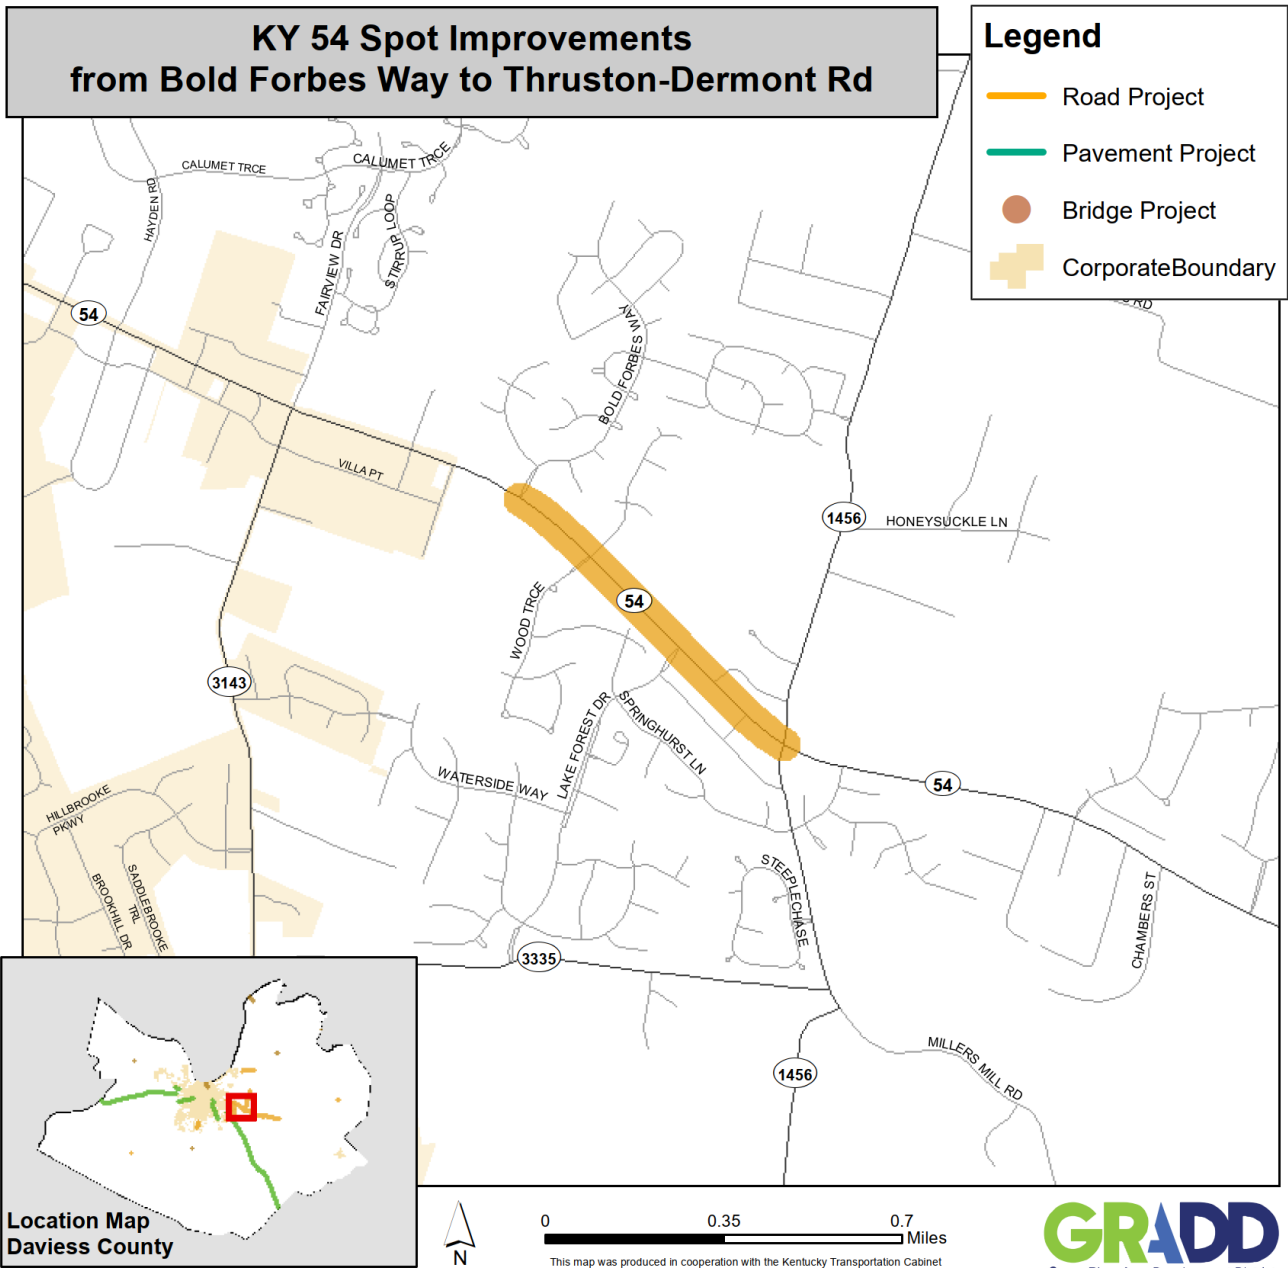 KY 54 Spot Improvements
from Bold Forbes Way to Thruston-Dermont Rd
Legend
Road Project
Pavement Project
Bridge Project
CorporateBoundary
CALUMET TRCE
CALUMET TRCE
HAYDEN RD
FAIRVIEW DR
STIRRUP LOOP
RD
54
BOLD FORBES WAY
VILLA PT
1456
HONEYSUCKLE LN
54
WOOD TRCE
3143
LAKE FOREST DR
SPRINGHURST LN
WATERSIDE WAY
54
HILLBROOKE
PKWY
BROOKHILL DR
SADDLEBROOKE
TRL
STEEPLECHASE
CHAMBERS ST
3335
1456
MILLERS MILL RD
Location Map
Daviess County
N
0 0.35 0.7
Miles
This map was produced in cooperation with the Kentucky Transportation Cabinet
GRADD